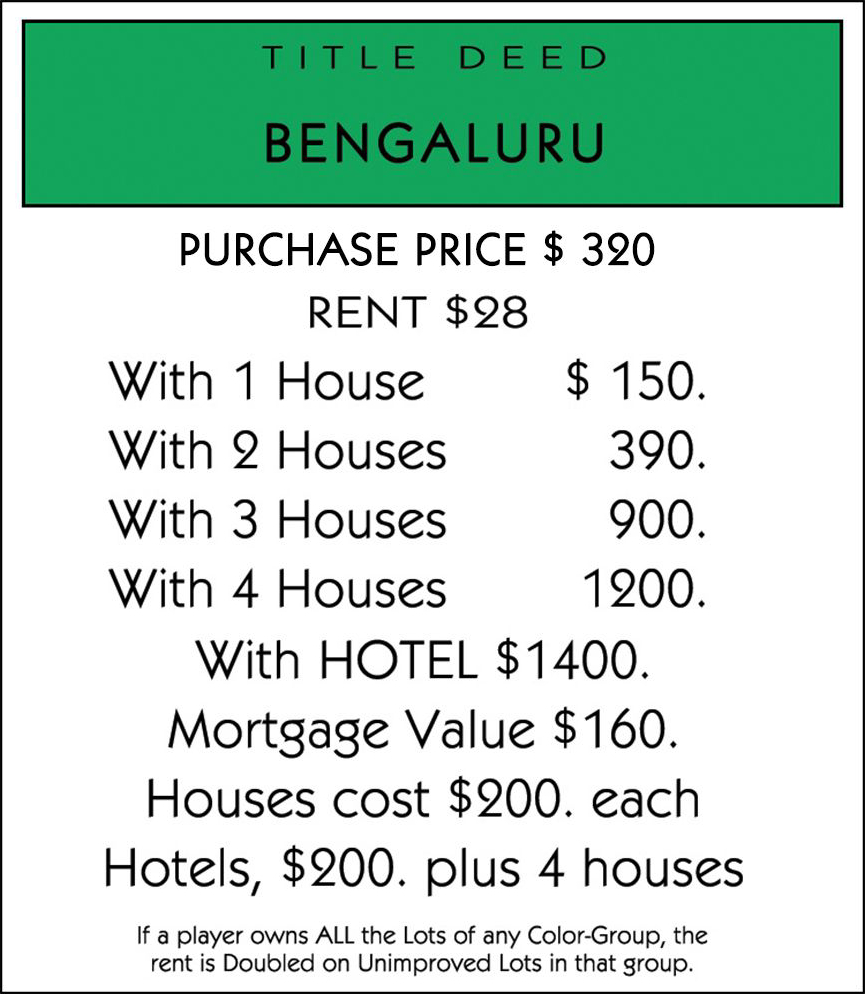 TITLE DEED
BENGALURU
PURCHASE PRICE $ 320
RENT $28
With 1 House $ 150.
With 2 Houses 390.
With 3 Houses 900.
With 4 Houses 1200.
With HOTEL $1400.
Mortgage Value $160.
Houses cost $200. each
Hotels, $200. plus 4 houses
If a player owns ALL the Lots of any Color-Group, the
rent is Doubled on Unimproved Lots in that group.